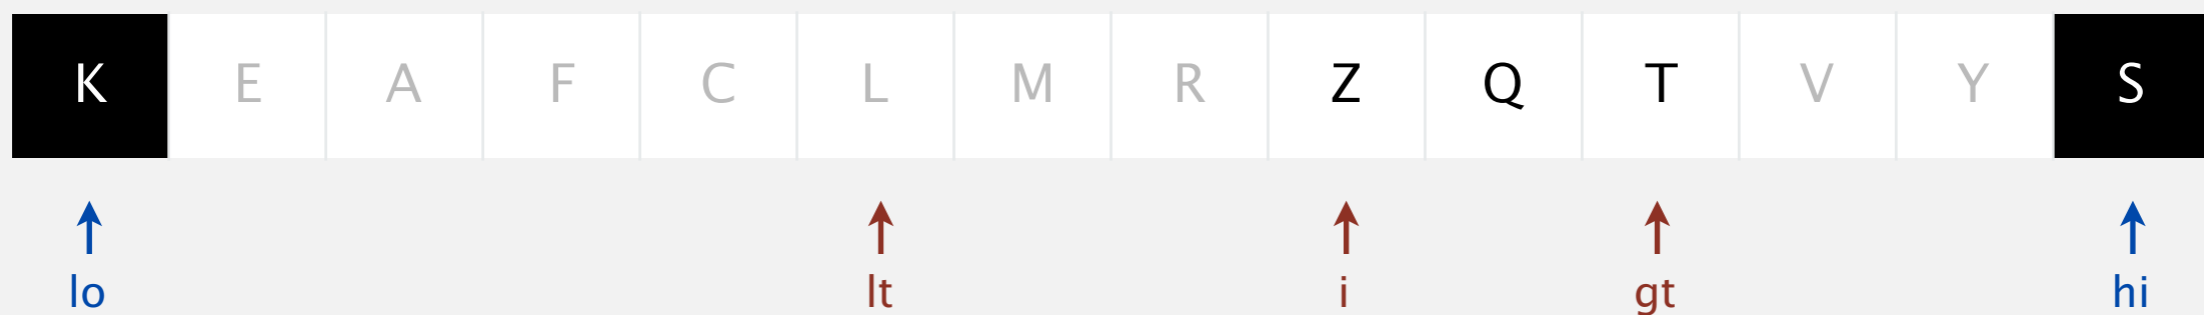 K E A F C L M R Z Q T V Y S
lo lt i gt hi